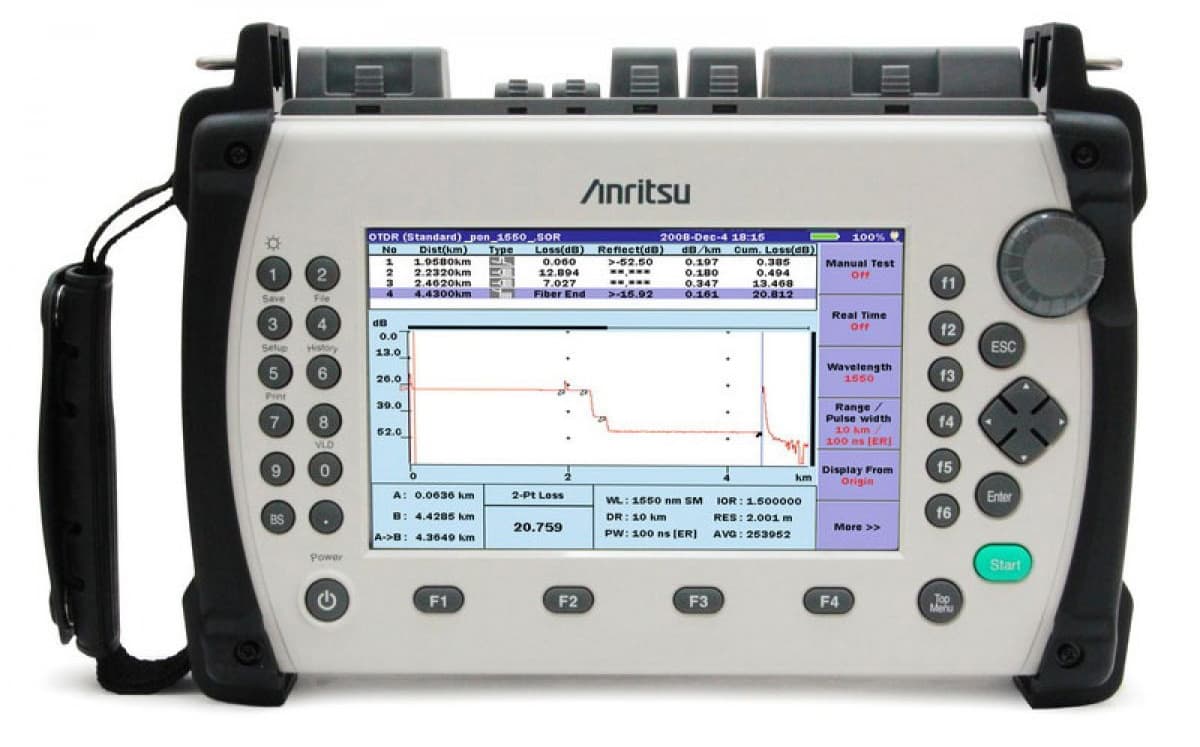 Anritsu
OTDR (Standard) _pon_1550_.SOR 2008-Dec-4 18:15 100%
No Dist(km) Type Loss(dB) Reflect(dB) dB/km Cum. Loss(dB)
1 1.9580km 0.060 >-52.50 0.197 0.385
2 2.2320km 12.894 **.*** 0.180 0.494
3 2.4620km 7.027 **.*** 0.347 13.468
4 4.4300km Fiber End >-15.92 0.161 20.812
dB
0.0
13.0
26.0
39.0
52.0
0 2 4 km
A: 0.0636 km
B: 4.4285 km
A->B: 4.3649 km
2-Pt Loss
20.759
WL: 1550 nm SM IOR: 1.500000
DR: 10 km RES: 2.001 m
PW: 100 ns [ER] AVG: 253952
Manual Test
Off
Real Time
Off
Wavelength
1550
Range /
Pulse width
10 km /
100 ns [ER]
Display From
Origin
More >>
1 2
Save File
3 4
Setup History
5 6
Print
7 8
VLD
9 0
BS .
Power
F1 F2 F3 F4
f1
f2
f3
f4
f5
f6
ESC
Enter
Start
Top
Menu